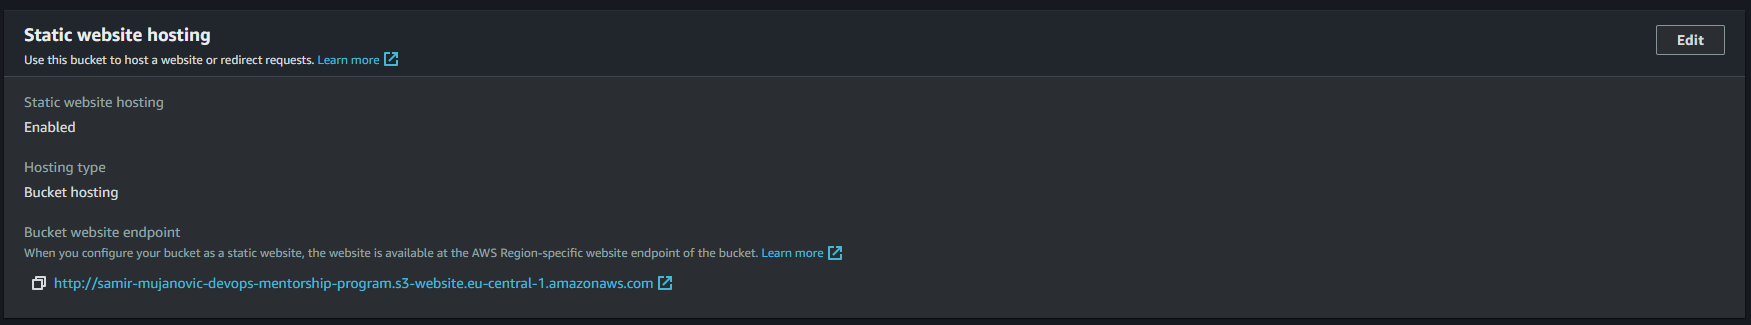 Static website hosting
Edit
Use this bucket to host a website or redirect requests. Learn more
Static website hosting
Enabled
Hosting type
Bucket hosting
Bucket website endpoint
When you configure your bucket as a static website, the website is available at the AWS Region-specific website endpoint of the bucket. Learn more
http://samir-mujanovic-devops-mentorship-program.s3-website.eu-central-1.amazonaws.com